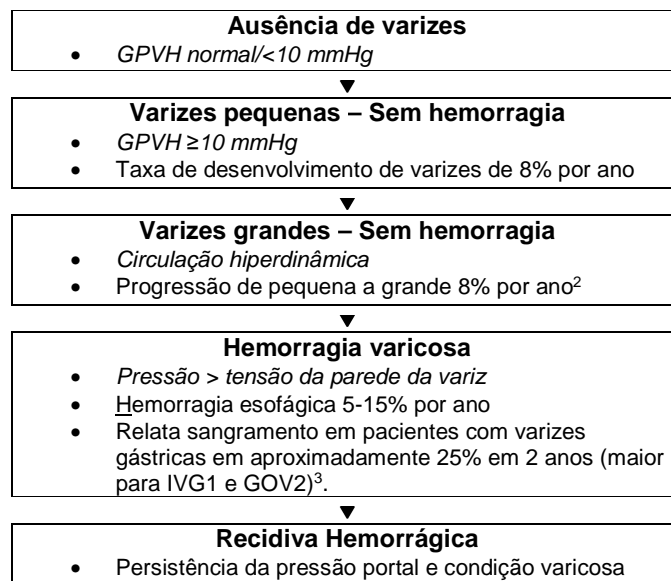 Ausência de varizes
• GPVH normal/<10 mmHg
▼
Varizes pequenas – Sem hemorragia
• GPVH ≥10 mmHg
• Taxa de desenvolvimento de varizes de 8% por ano
▼
Varizes grandes – Sem hemorragia
• Circulação hiperdinâmica
• Progressão de pequena a grande 8% por ano²
▼
Hemorragia varicosa
• Pressão > tensão da parede da variz
• Hemorragia esofágica 5-15% por ano
• Relata sangramento em pacientes com varizes
gástricas em aproximadamente 25% em 2 anos (maior
para IVG1 e GOV2)³.
▼
Recidiva Hemorrágica
• Persistência da pressão portal e condição varicosa